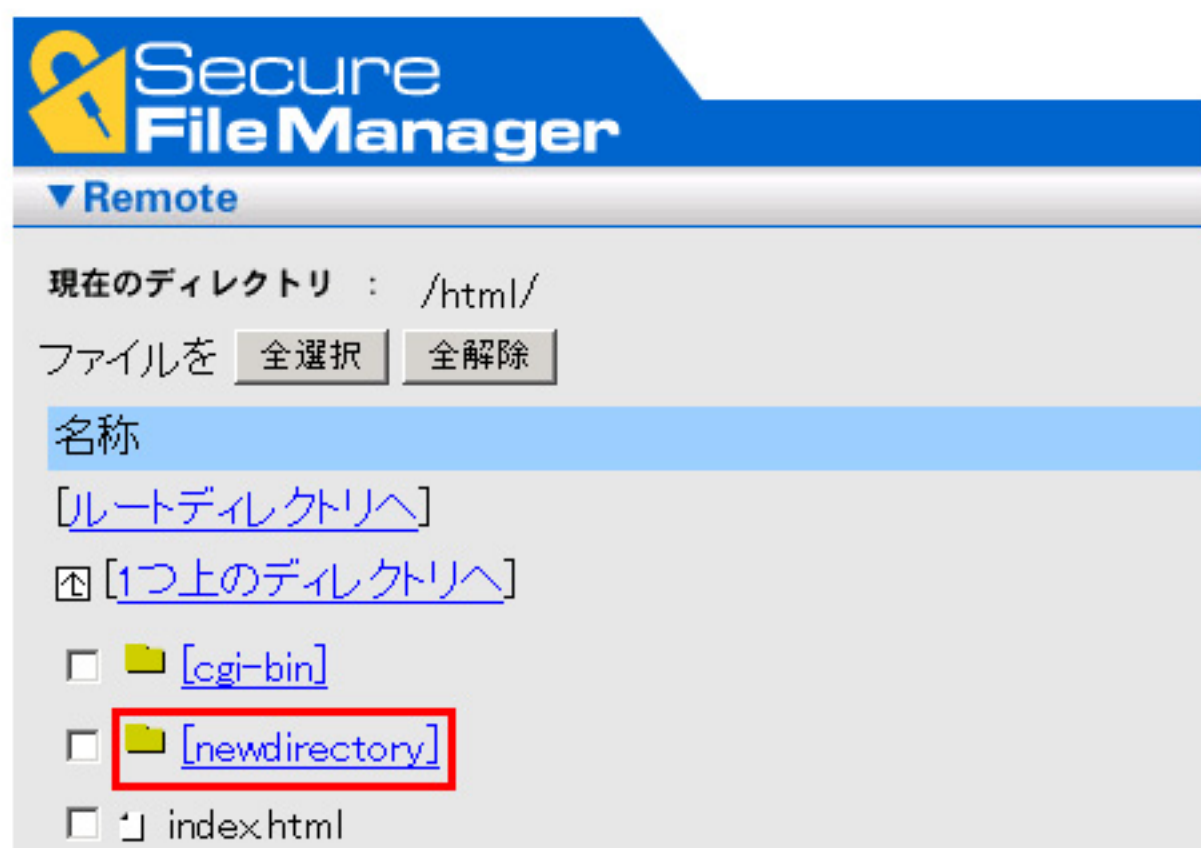 Secure
FileManager
▼Remote
現在のディレクトリ : /html/
ファイルを 全選択 全解除
名称
[ルートディレクトリへ]
[1つ上のディレクトリへ]
[cgi-bin]
[newdirectory]
index.html